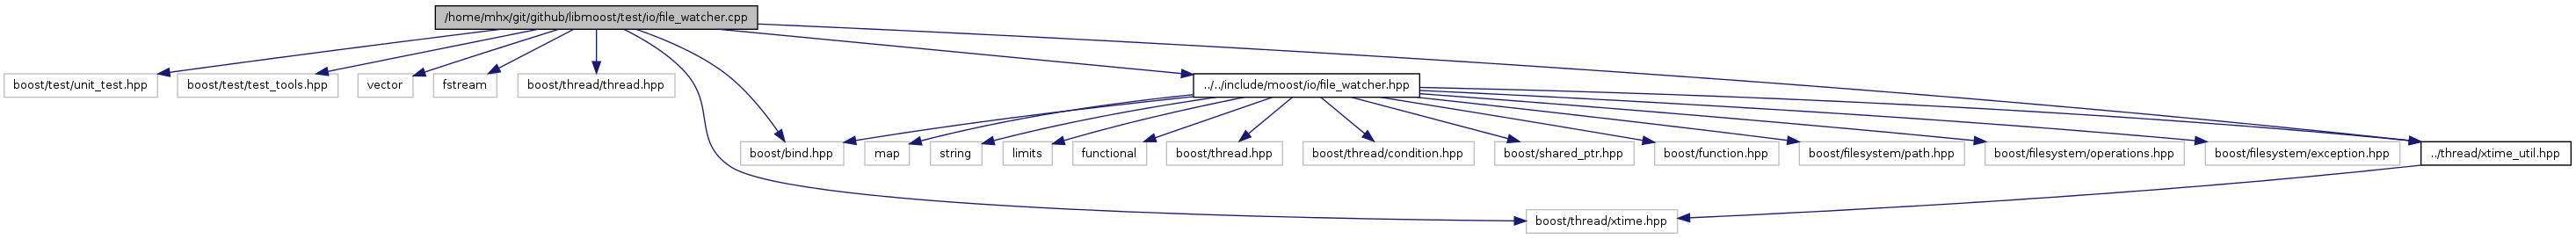 /home/mhx/git/github/libmoost/test/io/file_watcher.cpp
boost/test/unit_test.hpp
boost/test/test_tools.hpp
vector
fstream
boost/thread/thread.hpp
../../include/moost/io/file_watcher.hpp
boost/bind.hpp
map
string
limits
functional
boost/thread.hpp
boost/thread/condition.hpp
boost/shared_ptr.hpp
boost/function.hpp
boost/filesystem/path.hpp
boost/filesystem/operations.hpp
boost/filesystem/exception.hpp
../thread/xtime_util.hpp
boost/thread/xtime.hpp